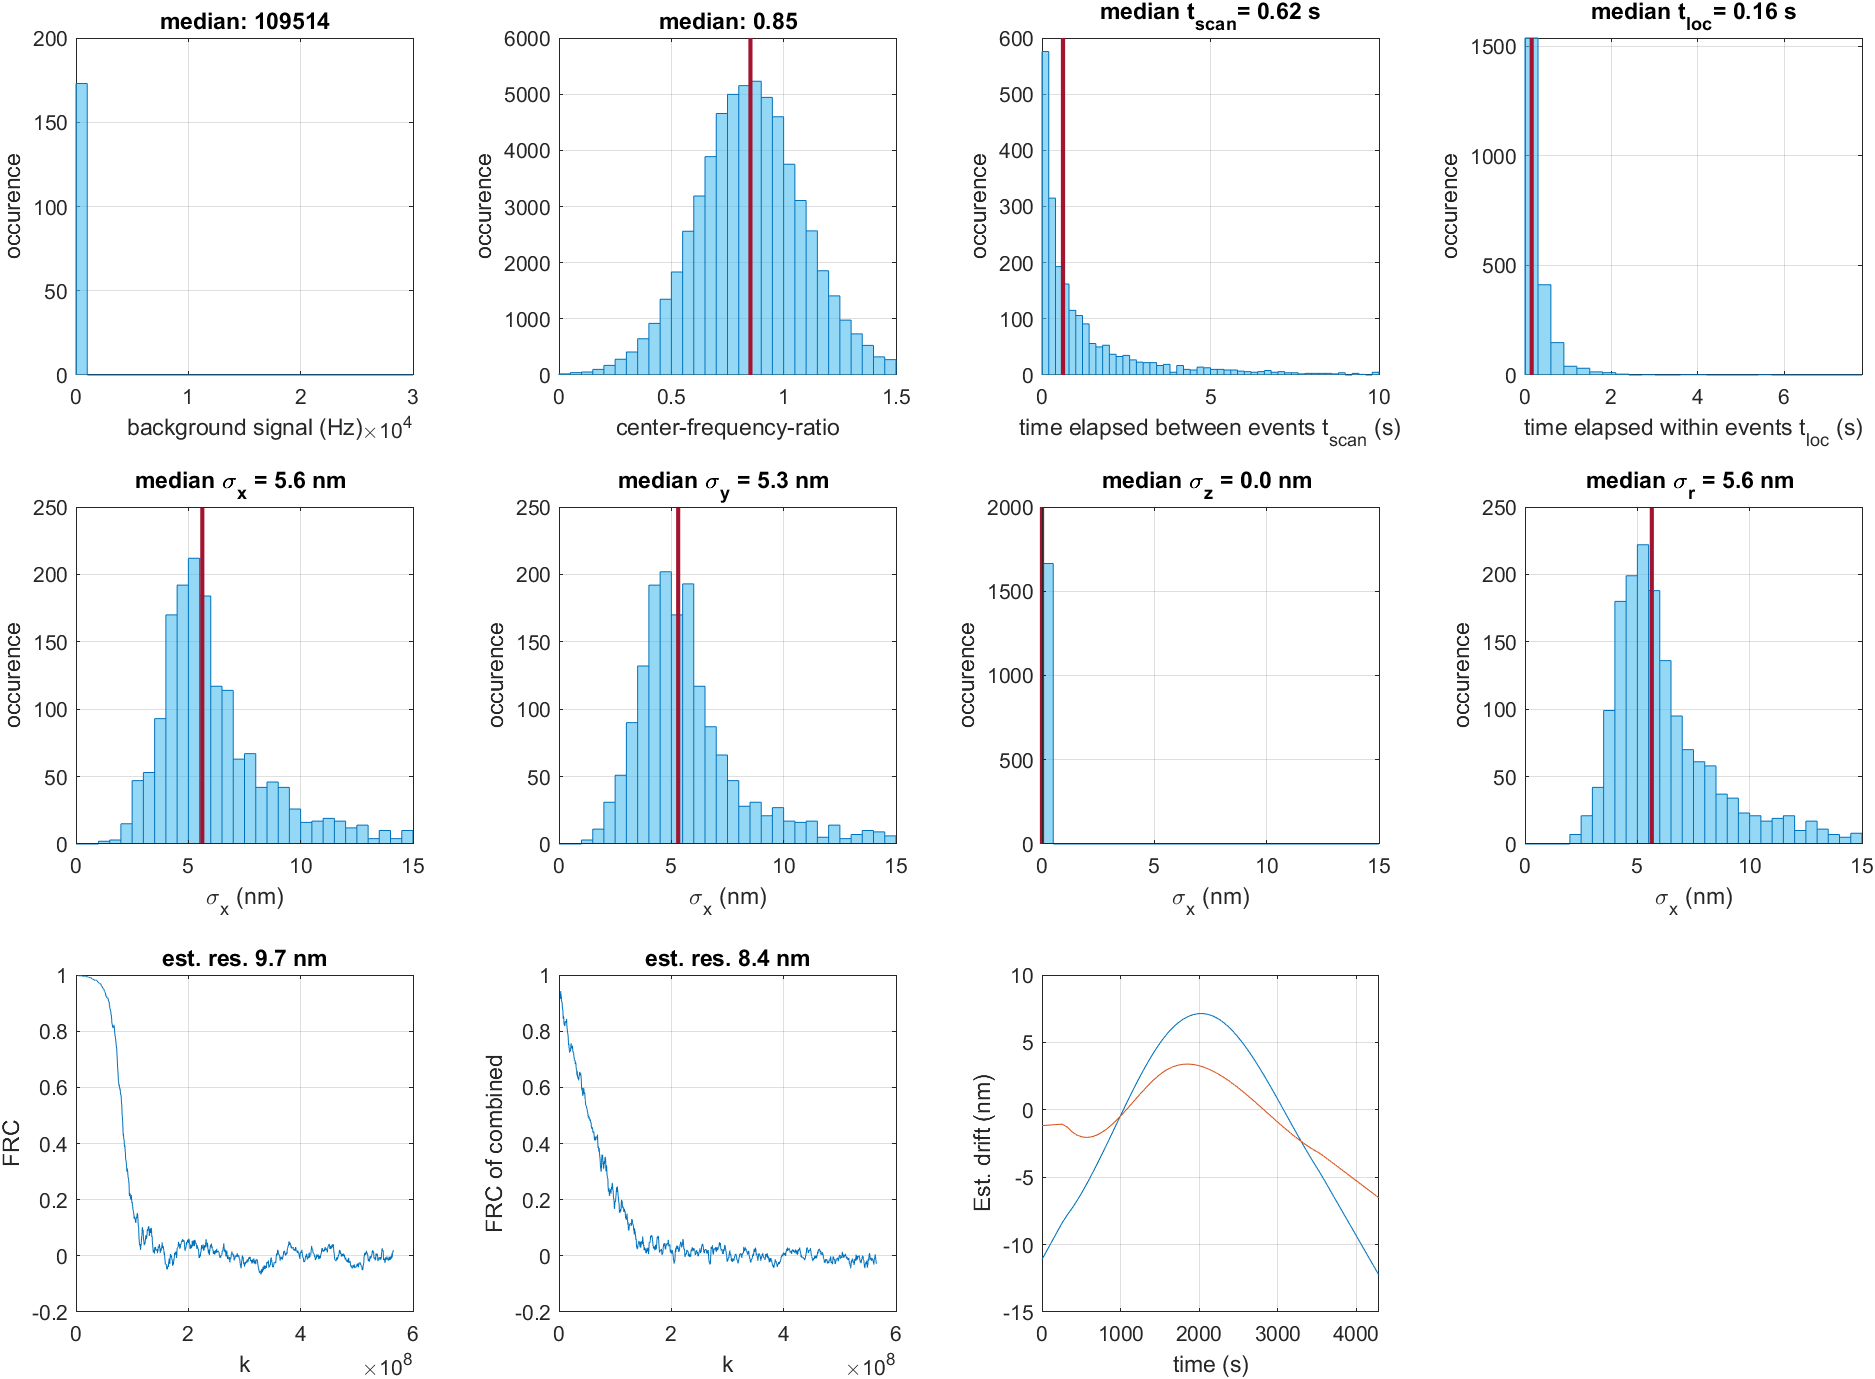 median: 109514
200
150
100
50
0
occurence
0 1 2 3
background signal (Hz) ×10^4
median: 0.85
6000
5000
4000
3000
2000
1000
0
occurence
0.5 1 1.5
center-frequency-ratio
median t_scan = 0.62 s
600
500
400
300
200
100
0
occurence
0 5 10
time elapsed between events t_scan (s)
median t_loc = 0.16 s
1500
1000
500
0
occurence
0 2 4 6
time elapsed within events t_loc (s)
median σ_x = 5.6 nm
250
200
150
100
50
0
occurence
0 5 10 15
σ_x (nm)
median σ_y = 5.3 nm
250
200
150
100
50
0
occurence
0 5 10 15
σ_x (nm)
median σ_z = 0.0 nm
2000
1500
1000
500
0
occurence
0 5 10 15
σ_x (nm)
median σ_r = 5.6 nm
250
200
150
100
50
0
occurence
0 5 10 15
σ_x (nm)
est. res. 9.7 nm
1
0.8
0.6
0.4
0.2
0
-0.2
FRC
0 2 4 6
k ×10^8
est. res. 8.4 nm
1
0.8
0.6
0.4
0.2
0
-0.2
FRC of combined
0 2 4 6
k ×10^8
10
5
0
-5
-10
-15
Est. drift (nm)
0 1000 2000 3000 4000
time (s)